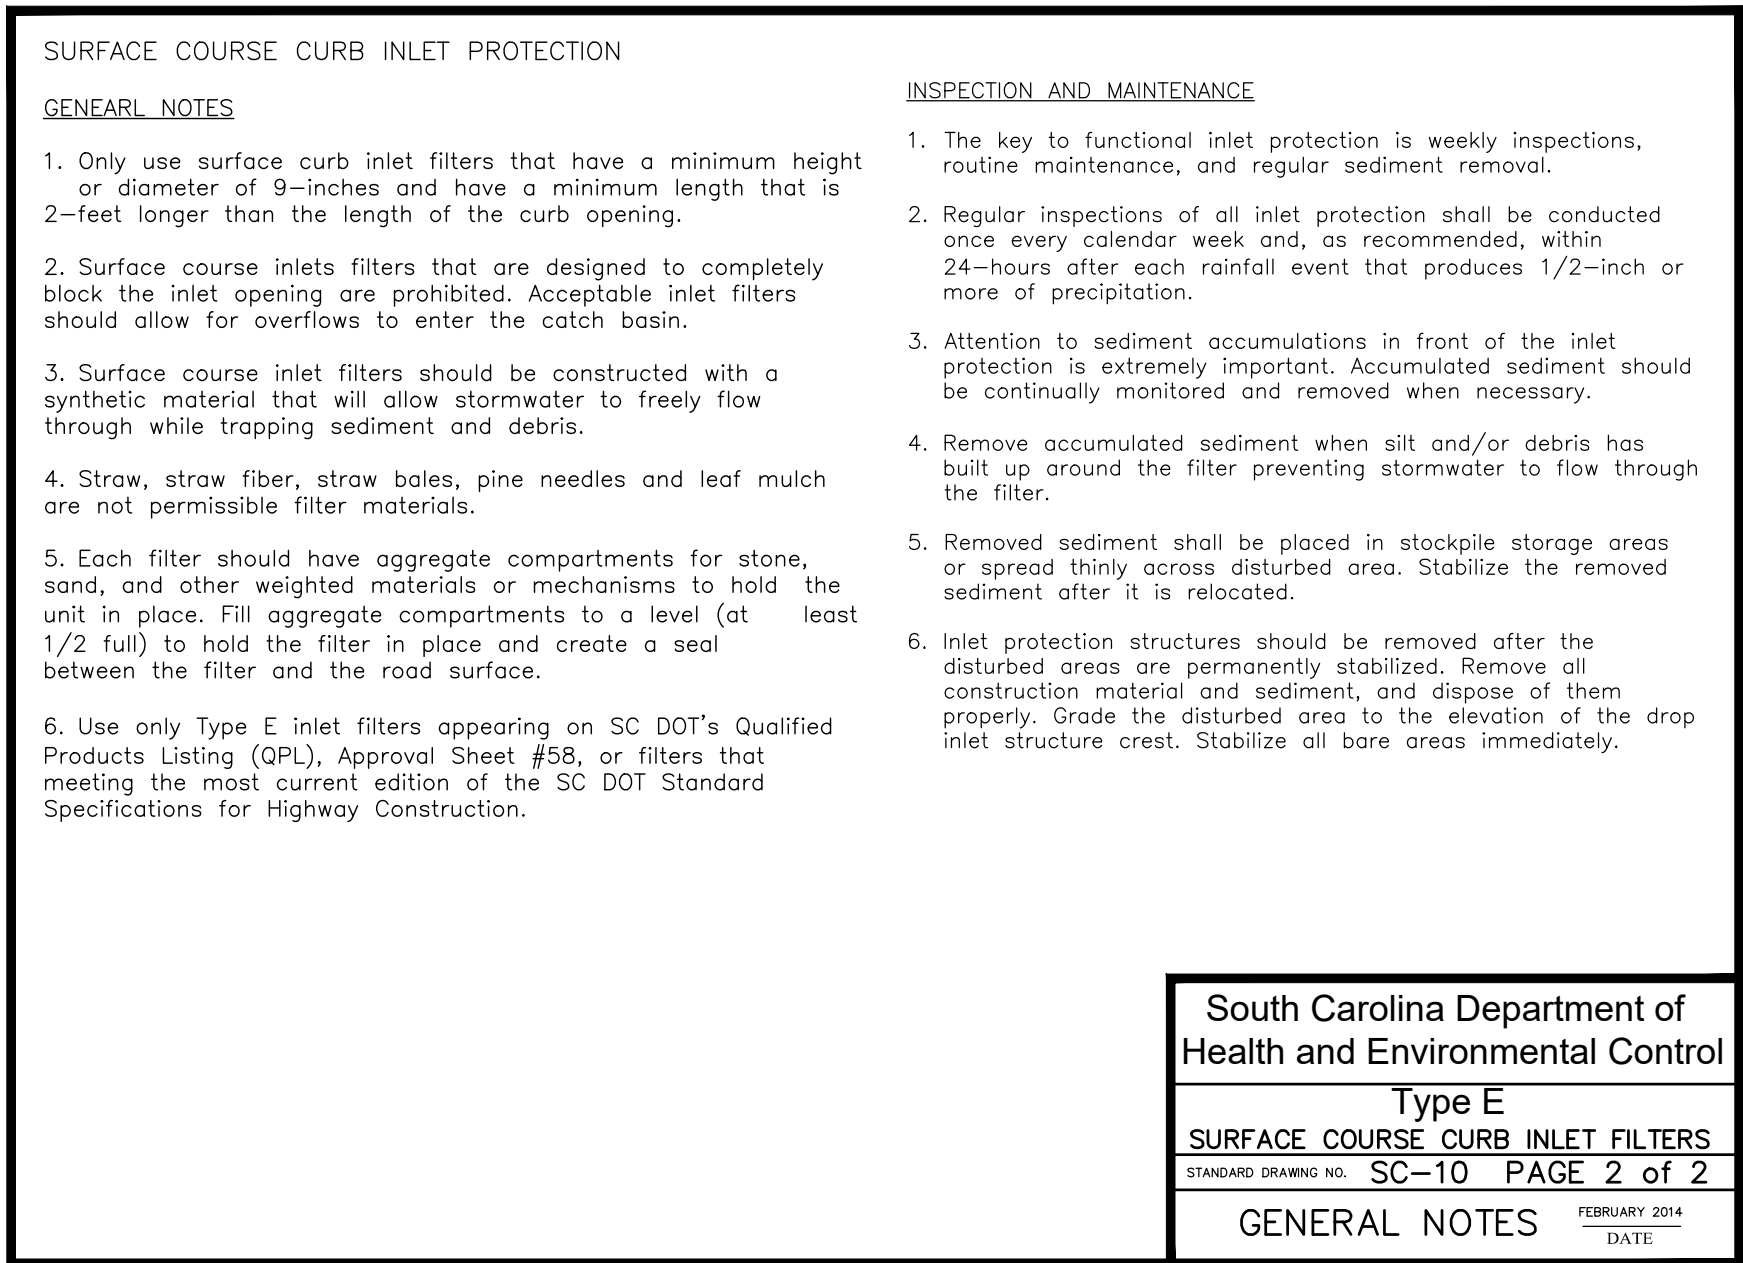 SURFACE COURSE CURB INLET PROTECTION
GENEARL NOTES
1. Only use surface curb inlet filters that have a minimum height
or diameter of 9-inches and have a minimum length that is
2-feet longer than the length of the curb opening.
2. Surface course inlets filters that are designed to completely
block the inlet opening are prohibited. Acceptable inlet filters
should allow for overflows to enter the catch basin.
3. Surface course inlet filters should be constructed with a
synthetic material that will allow stormwater to freely flow
through while trapping sediment and debris.
4. Straw, straw fiber, straw bales, pine needles and leaf mulch
are not permissible filter materials.
5. Each filter should have aggregate compartments for stone,
sand, and other weighted materials or mechanisms to hold the
unit in place. Fill aggregate compartments to a level (at least
1/2 full) to hold the filter in place and create a seal
between the filter and the road surface.
6. Use only Type E inlet filters appearing on SC DOT's Qualified
Products Listing (QPL), Approval Sheet #58, or filters that
meeting the most current edition of the SC DOT Standard
Specifications for Highway Construction.
INSPECTION AND MAINTENANCE
1. The key to functional inlet protection is weekly inspections,
routine maintenance, and regular sediment removal.
2. Regular inspections of all inlet protection shall be conducted
once every calendar week and, as recommended, within
24-hours after each rainfall event that produces 1/2-inch or
more of precipitation.
3. Attention to sediment accumulations in front of the inlet
protection is extremely important. Accumulated sediment should
be continually monitored and removed when necessary.
4. Remove accumulated sediment when silt and/or debris has
built up around the filter preventing stormwater to flow through
the filter.
5. Removed sediment shall be placed in stockpile storage areas
or spread thinly across disturbed area. Stabilize the removed
sediment after it is relocated.
6. Inlet protection structures should be removed after the
disturbed areas are permanently stabilized. Remove all
construction material and sediment, and dispose of them
properly. Grade the disturbed area to the elevation of the drop
inlet structure crest. Stabilize all bare areas immediately.
South Carolina Department of
Health and Environmental Control
Type E
SURFACE COURSE CURB INLET FILTERS
STANDARD DRAWING NO. SC-10 PAGE 2 of 2
GENERAL NOTES FEBRUARY 2014
DATE